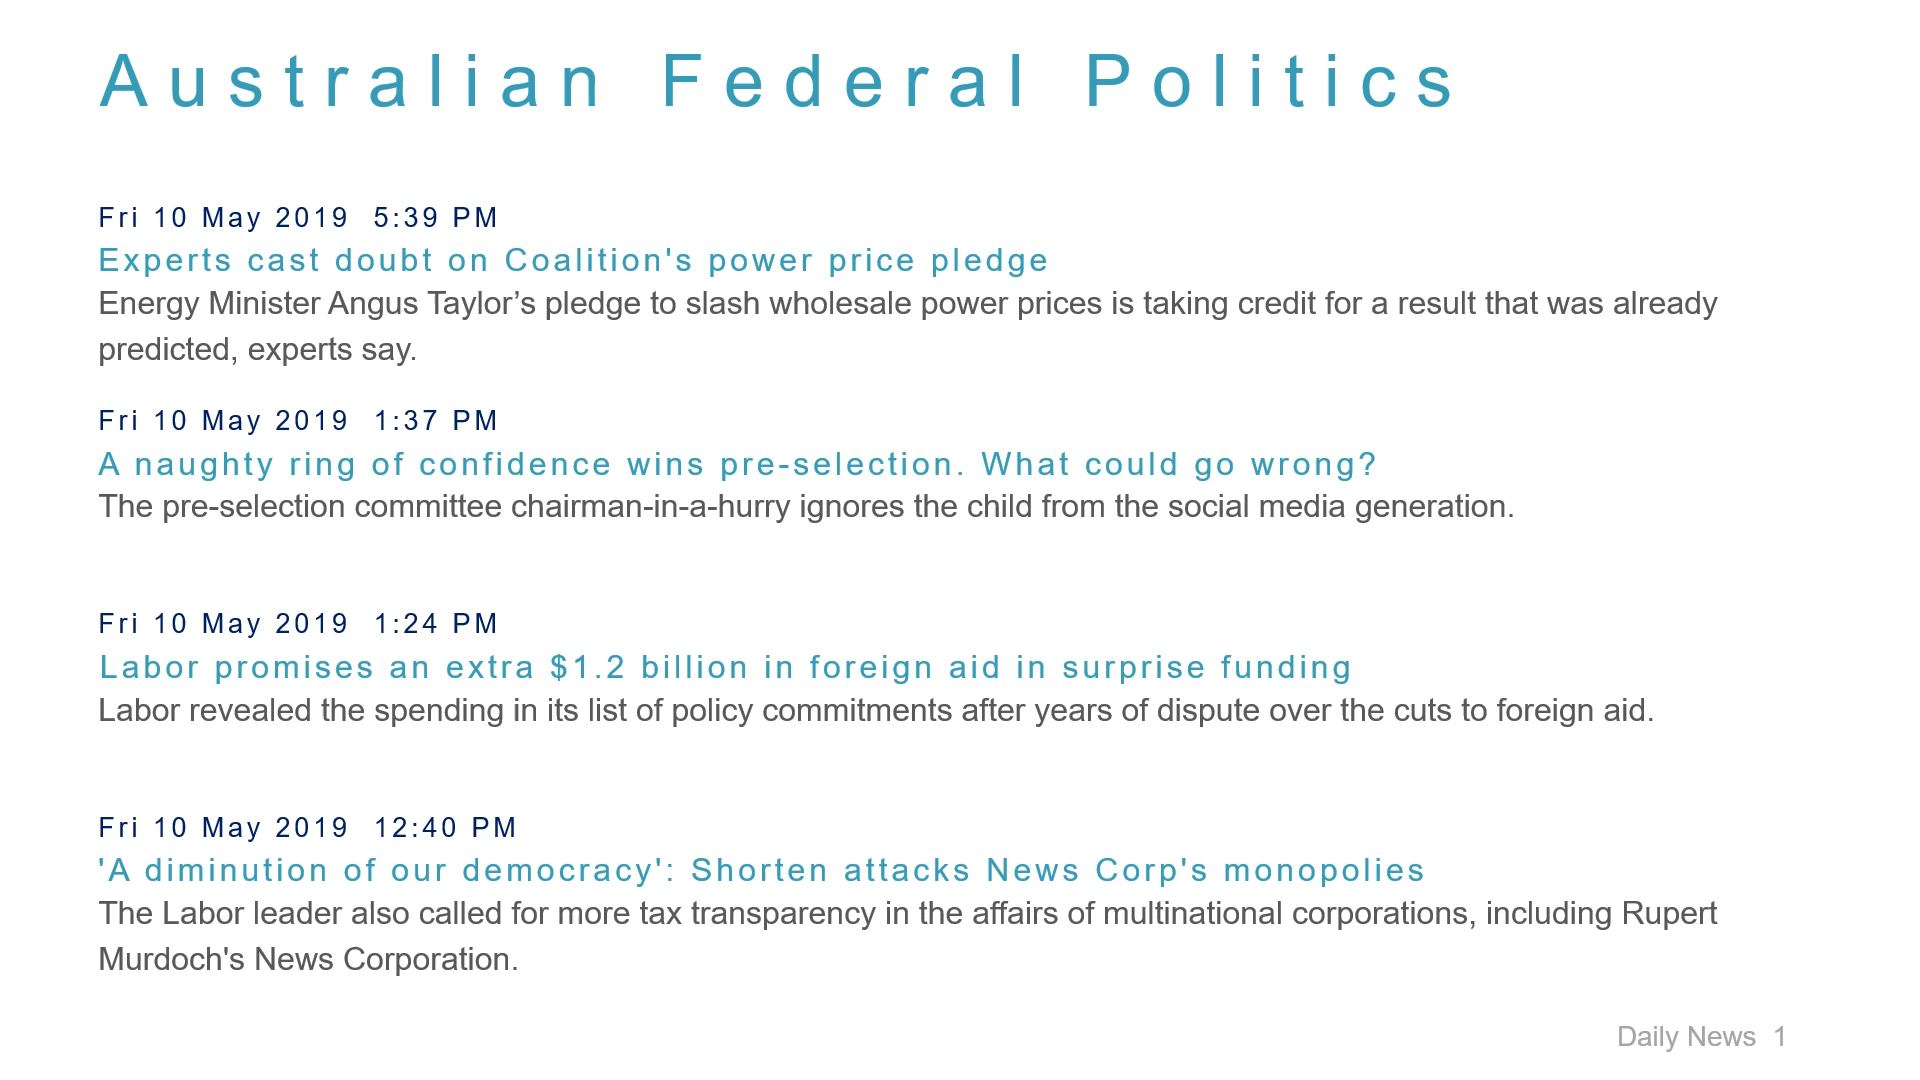 Australian Federal Politics
Fri 10 May 2019  5:39 PM
Experts cast doubt on Coalition's power price pledge
Energy Minister Angus Taylor’s pledge to slash wholesale power prices is taking credit for a result that was already
predicted, experts say.
Fri 10 May 2019  1:37 PM
A naughty ring of confidence wins pre-selection. What could go wrong?
The pre-selection committee chairman-in-a-hurry ignores the child from the social media generation.
Fri 10 May 2019  1:24 PM
Labor promises an extra $1.2 billion in foreign aid in surprise funding
Labor revealed the spending in its list of policy commitments after years of dispute over the cuts to foreign aid.
Fri 10 May 2019  12:40 PM
'A diminution of our democracy': Shorten attacks News Corp's monopolies
The Labor leader also called for more tax transparency in the affairs of multinational corporations, including Rupert
Murdoch's News Corporation.
Daily News  1